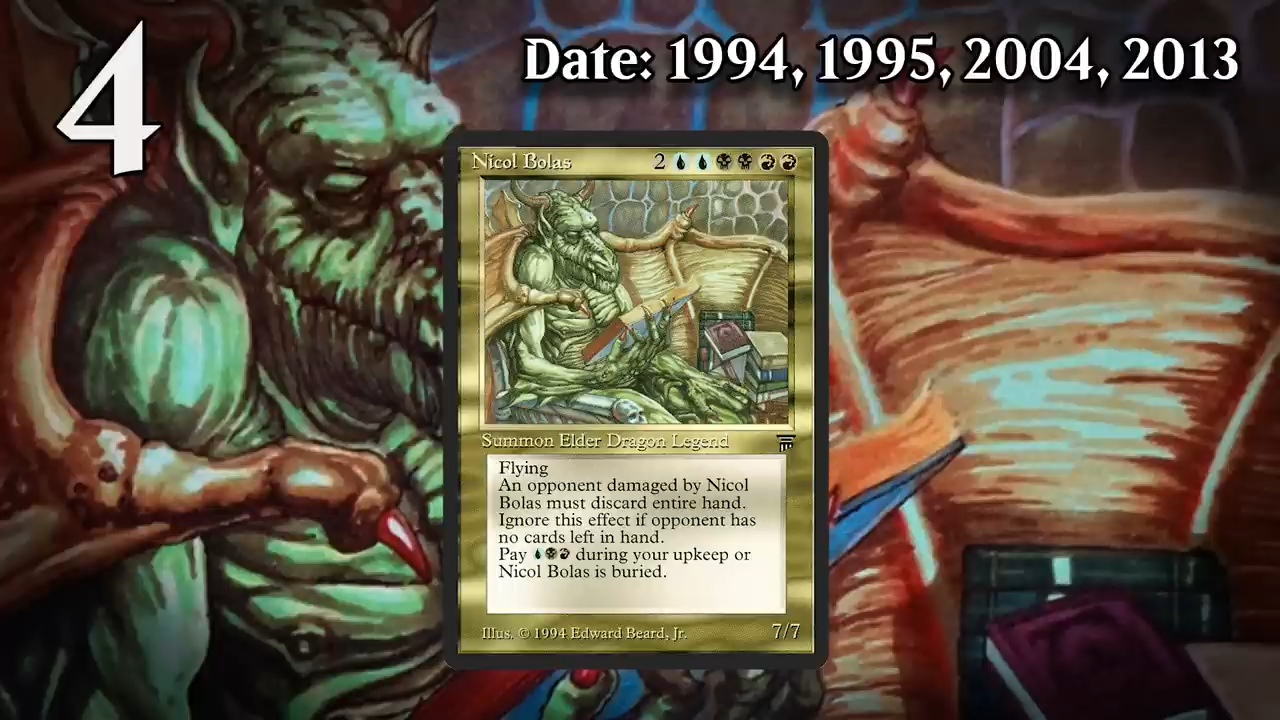 4
Date: 1994, 1995, 2004, 2013
Nicol Bolas 2
Summon Elder Dragon Legend
Flying
An opponent damaged by Nicol
Bolas must discard entire hand.
Ignore this effect if opponent has
no cards left in hand.
Pay during your upkeep or
Nicol Bolas is buried.
Illus. © 1994 Edward Beard, Jr. 7/7